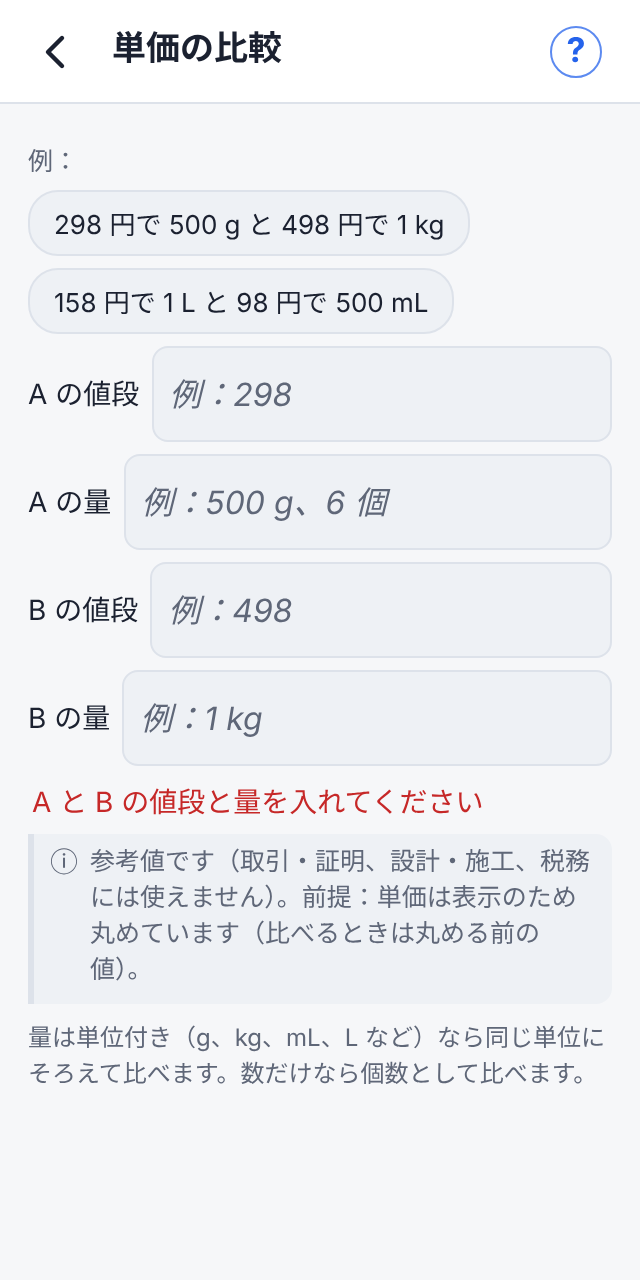 単価の比較
?
例：
298 円で 500 g と 498 円で 1 kg
158 円で 1 L と 98 円で 500 mL
A の値段
例：298
A の量
例：500 g、6 個
B の値段
例：498
B の量
例：1 kg
A と B の値段と量を入れてください
ⓘ 参考値です（取引・証明、設計・施工、税務
には使えません）。前提：単価は表示のため
丸めています（比べるときは丸める前の
値）。
量は単位付き（g、kg、mL、L など）なら同じ単位に
そろえて比べます。数だけなら個数として比べます。